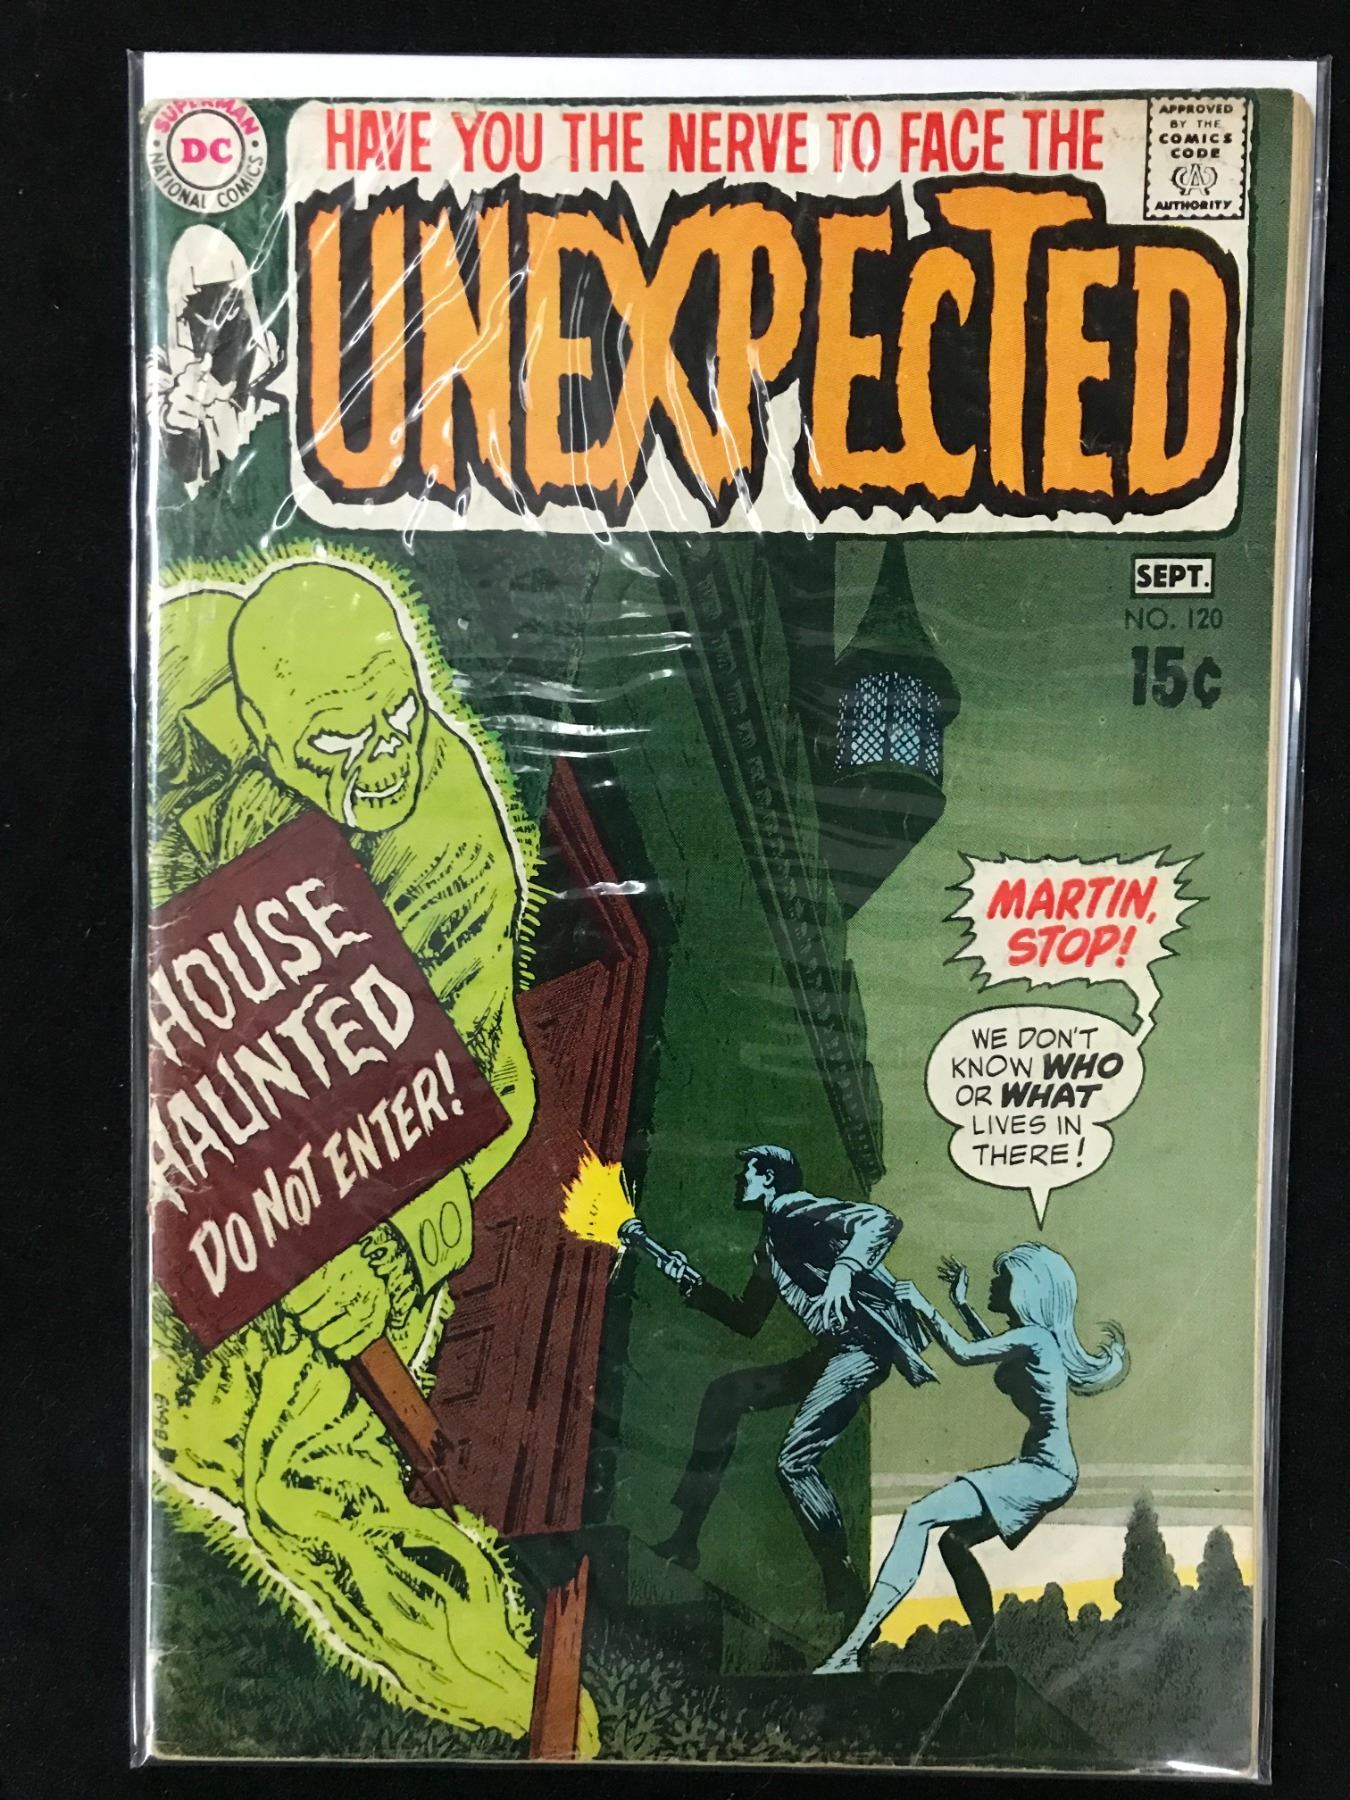 SUPERMAN
DC
NATIONAL COMICS
HAVE YOU THE NERVE TO FACE THE
UNEXPECTED
APPROVED
BY THE
COMICS
CODE
CA
AUTHORITY
SEPT.
NO. 120
15¢
MARTIN,
STOP!
WE DON'T
KNOW WHO
OR WHAT
LIVES IN
THERE!
HOUSE
HAUNTED
DO NOT ENTER!
B-603